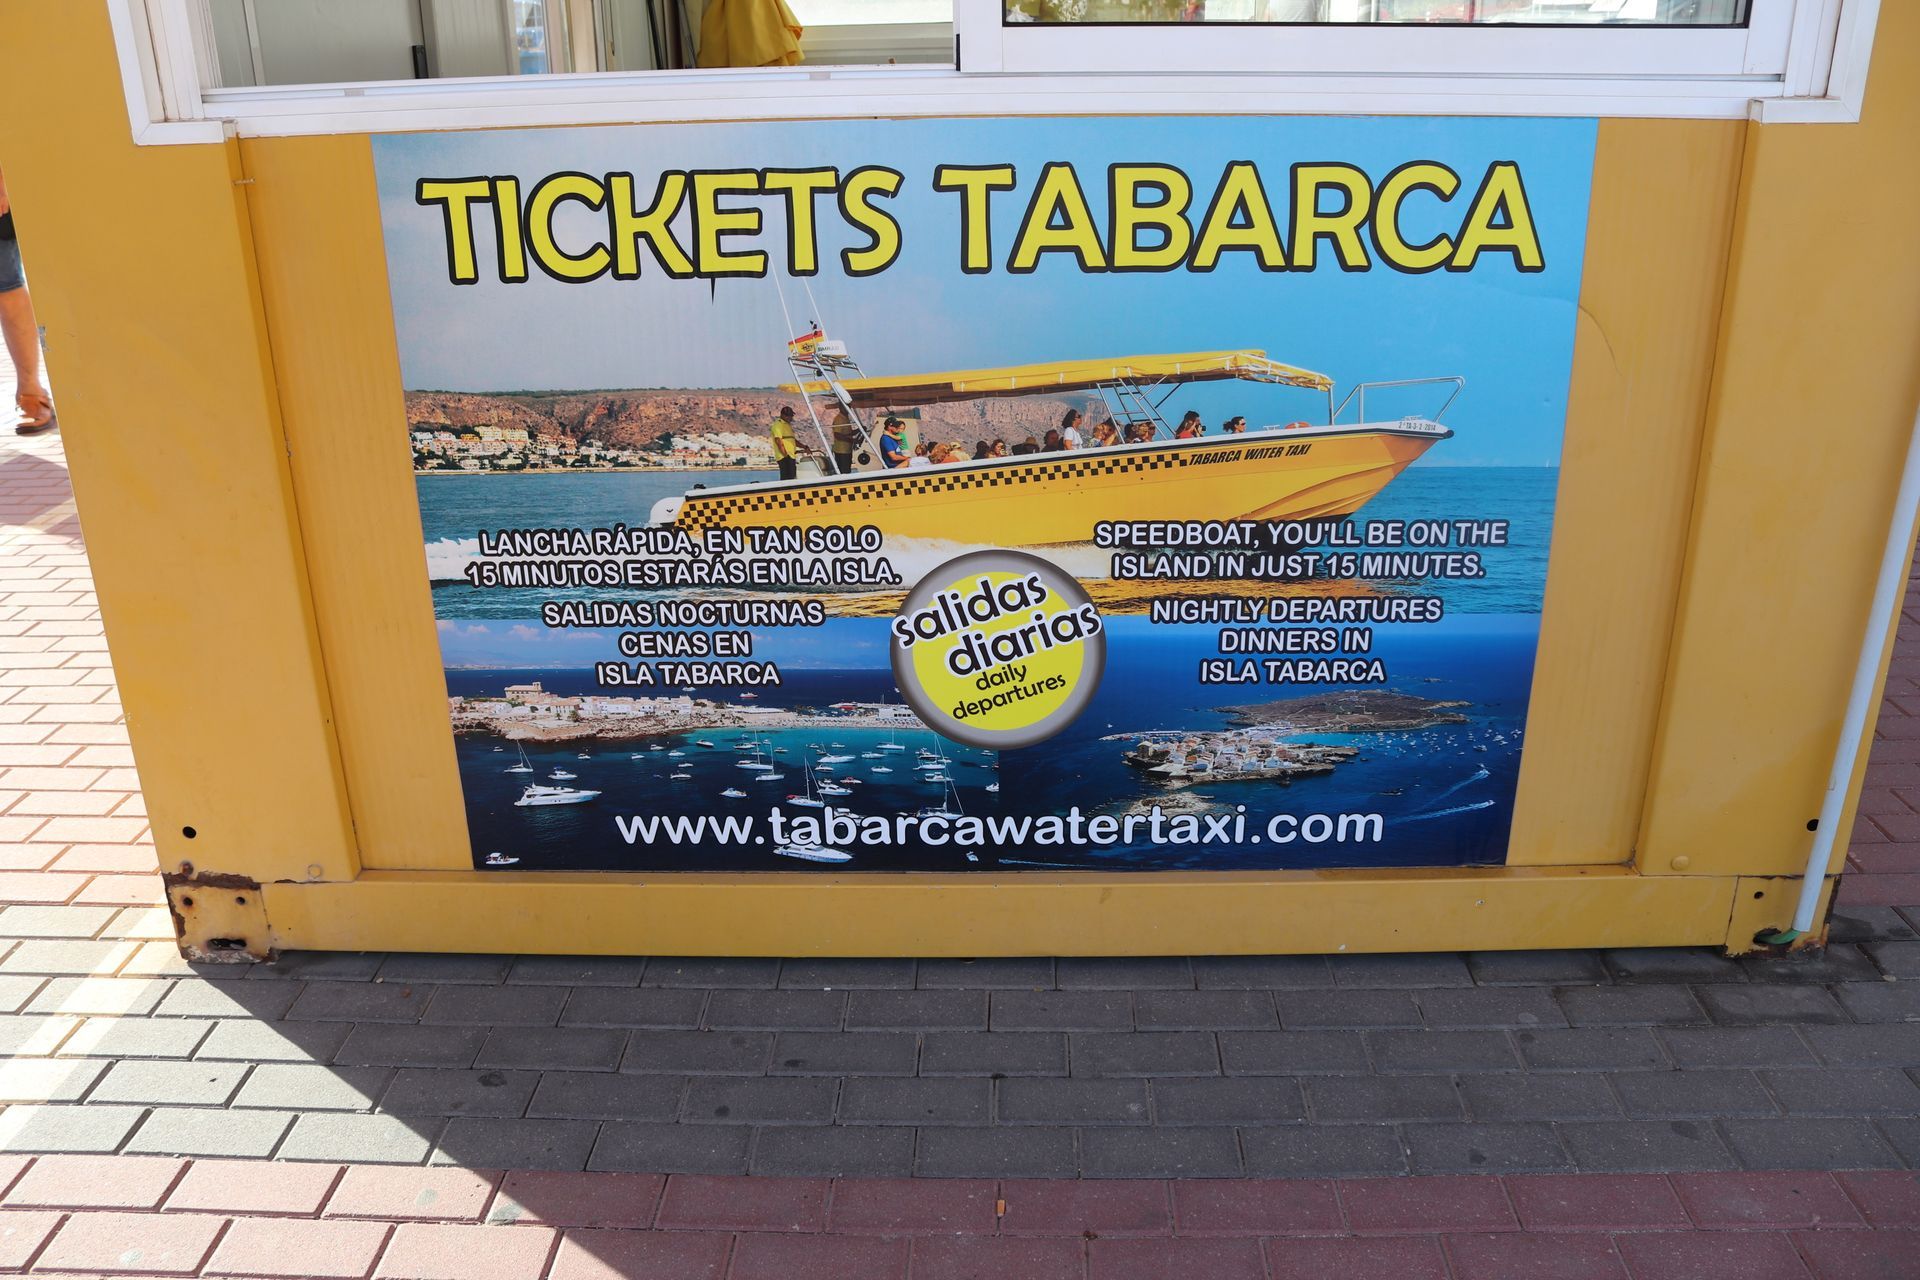 TICKETS TABARCA
TABARCA WATER TAXI
LANCHA RÁPIDA, EN TAN SOLO
15 MINUTOS ESTARÁS EN LA ISLA.
SALIDAS NOCTURNAS
CENAS EN
ISLA TABARCA
SPEEDBOAT, YOU'LL BE ON THE
ISLAND IN JUST 15 MINUTES.
NIGHTLY DEPARTURES
DINNERS IN
ISLA TABARCA
salidas
diarias
daily
departures
www.tabarcawatertaxi.com